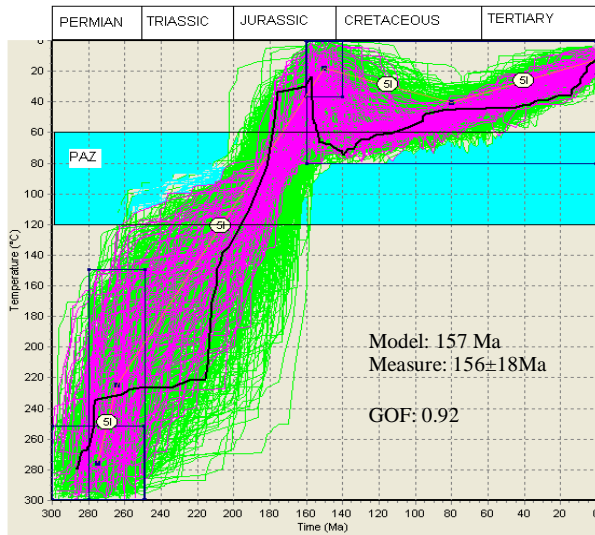 PERMIAN TRIASSIC JURASSIC CRETACEOUS TERTIARY
0
20
40
60
80
100
120
140
160
180
200
220
240
260
280
300
Temperature (°C)
PAZ
5I
5I
5I
5I
Model: 157 Ma
Measure: 156±18Ma
GOF: 0.92
300 280 260 240 220 200 180 160 140 120 100 80 60 40 20 0
Time (Ma)